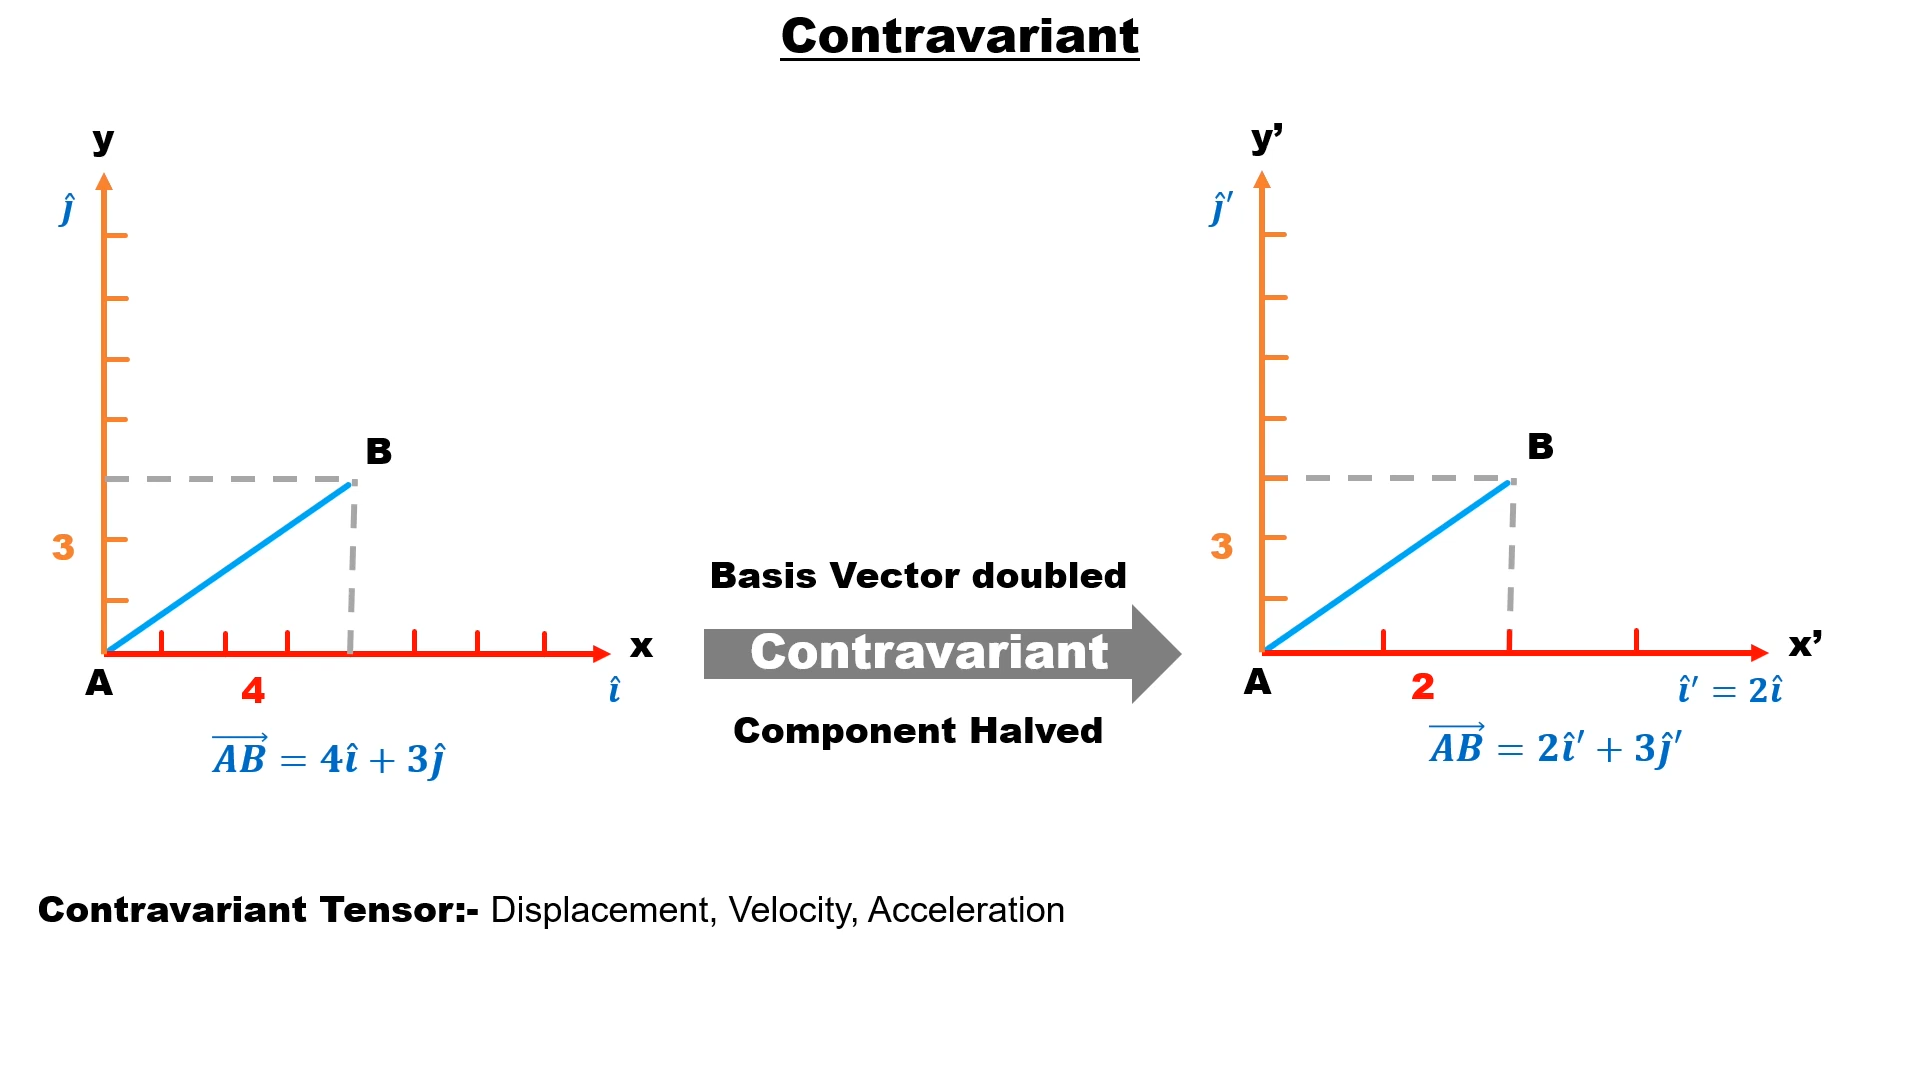 Contravariant
y
ĵ
B
3
A
4
x
î
AB⃗ = 4î + 3ĵ
Basis Vector doubled
Contravariant
Component Halved
y’
ĵ′
B
3
A
2
x’
î′ = 2î
AB⃗ = 2î′ + 3ĵ′
Contravariant Tensor:- Displacement, Velocity, Acceleration